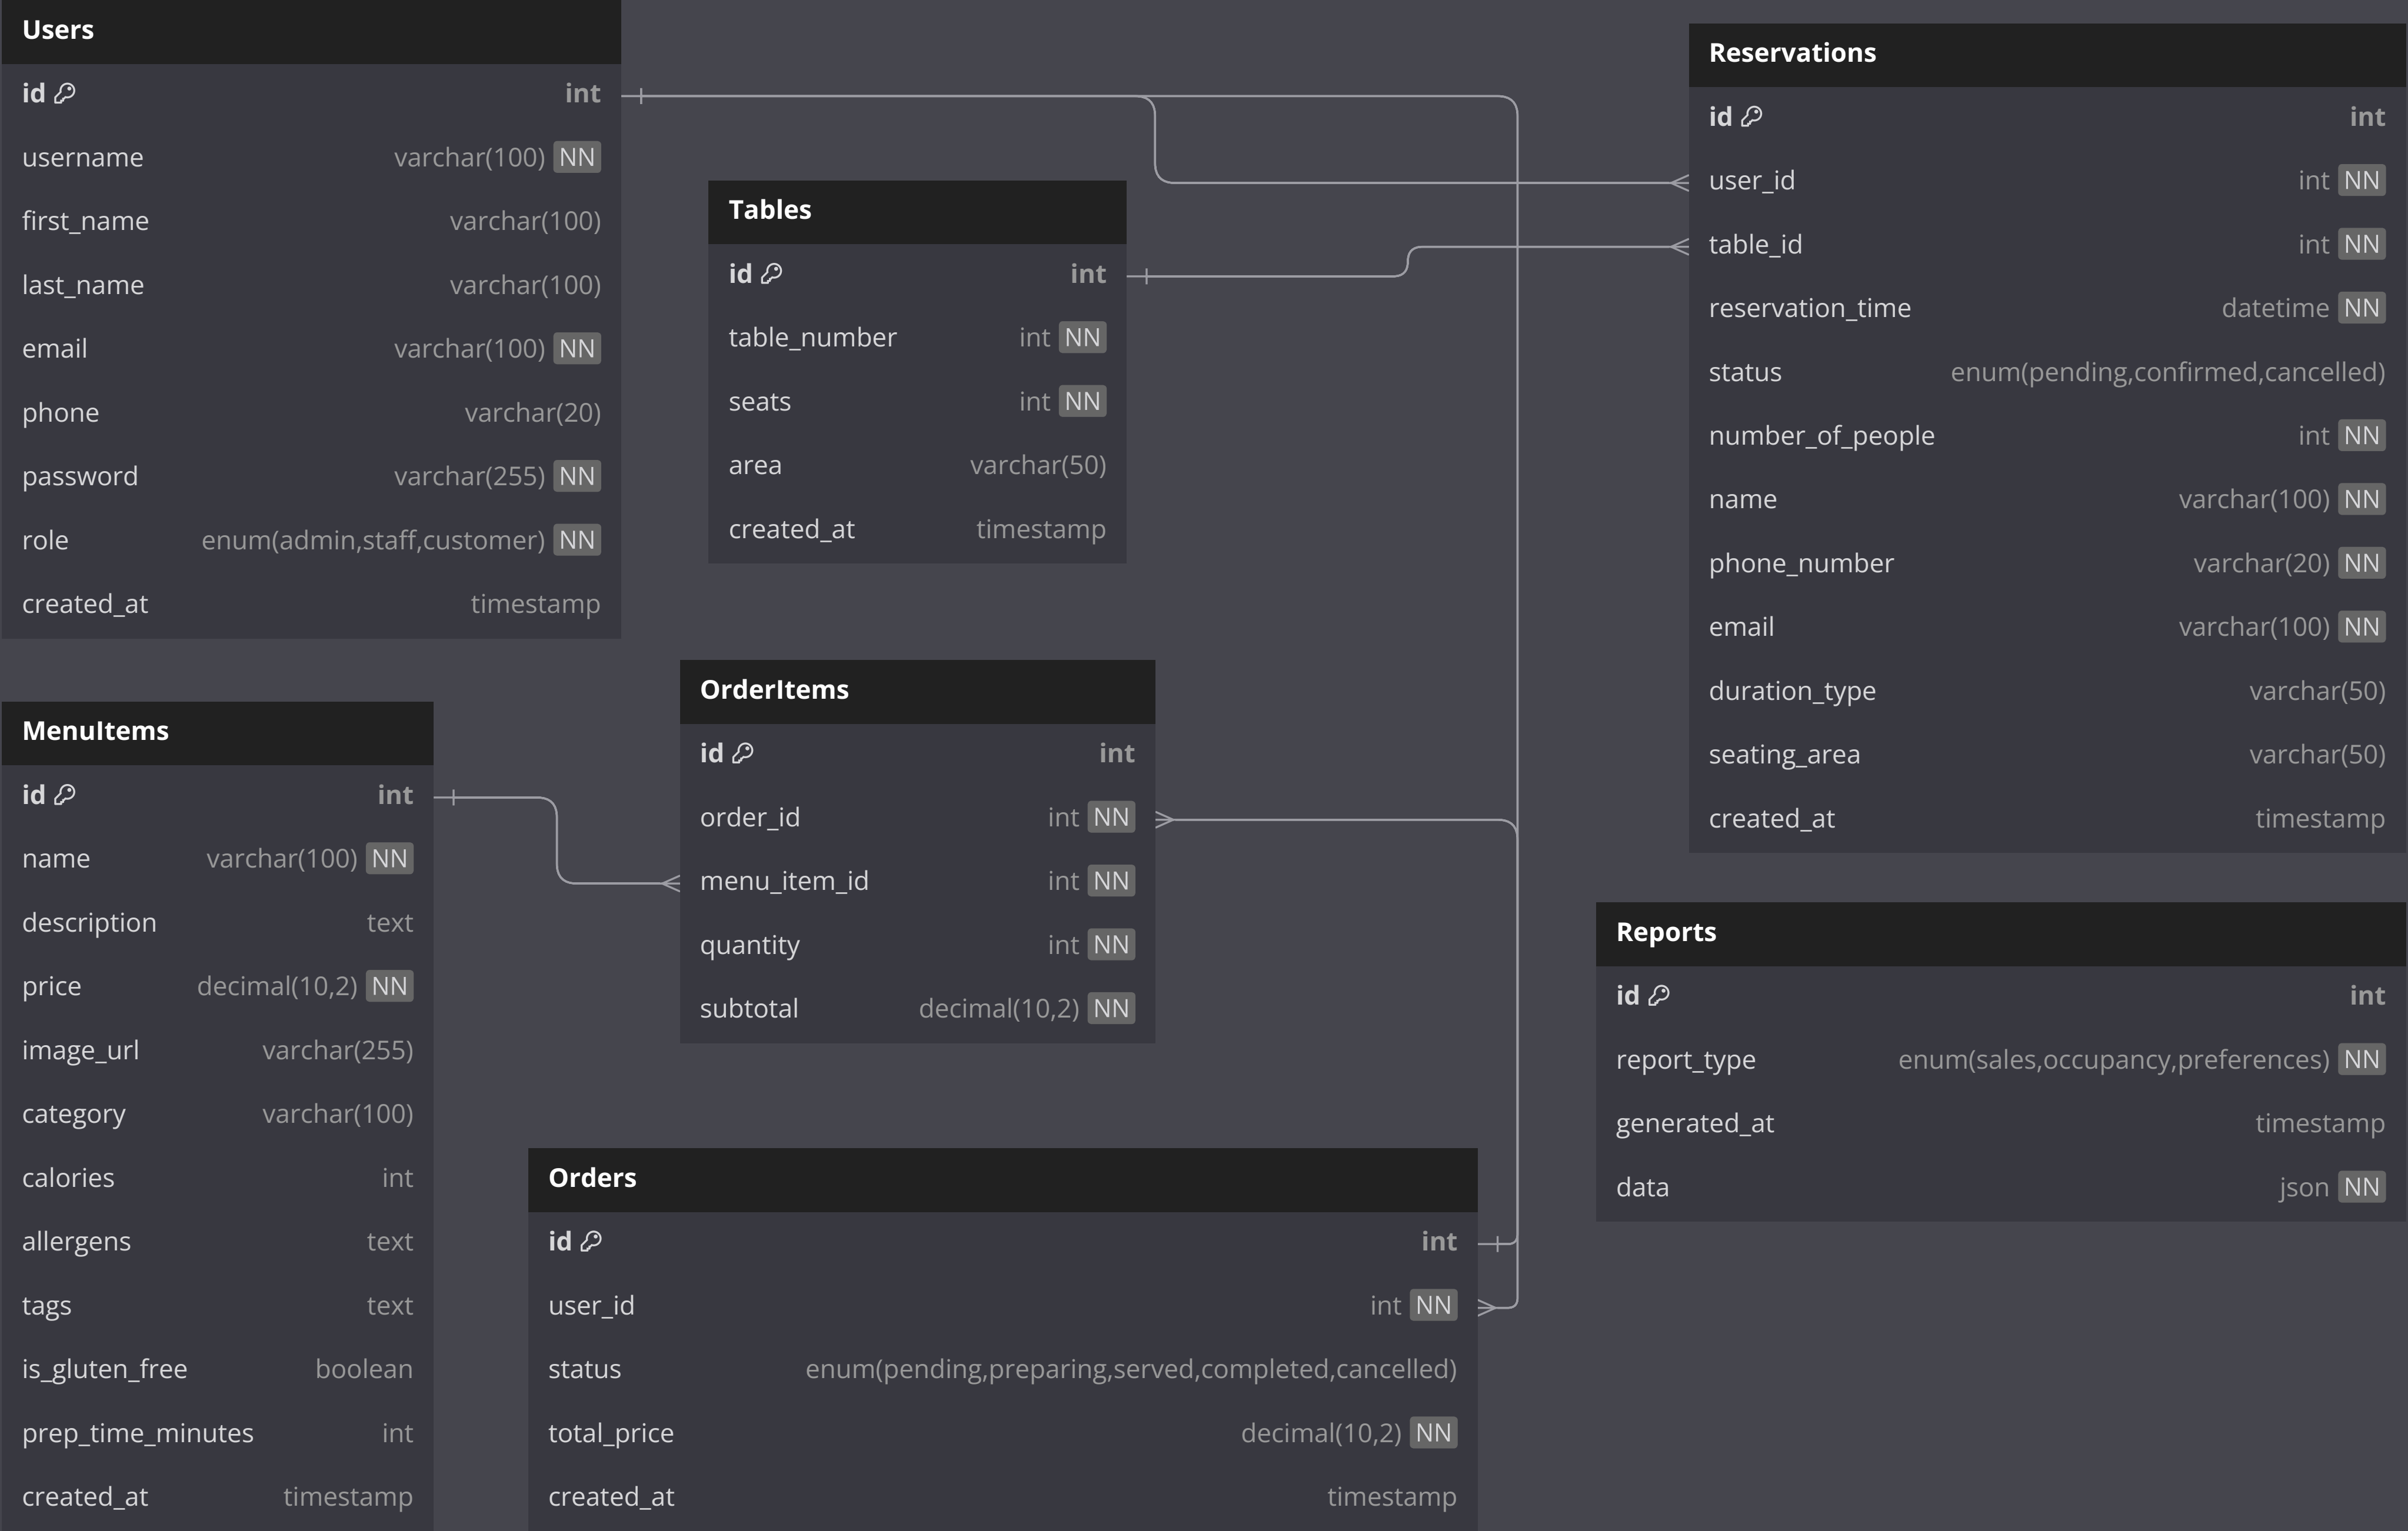 Users
id int
username varchar(100) NN
first_name varchar(100)
last_name varchar(100)
email varchar(100) NN
phone varchar(20)
password varchar(255) NN
role enum(admin,staff,customer) NN
created_at timestamp
Tables
id int
table_number int NN
seats int NN
area varchar(50)
created_at timestamp
Reservations
id int
user_id int NN
table_id int NN
reservation_time datetime NN
status enum(pending,confirmed,cancelled)
number_of_people int NN
name varchar(100) NN
phone_number varchar(20) NN
email varchar(100) NN
duration_type varchar(50)
seating_area varchar(50)
created_at timestamp
MenuItems
id int
name varchar(100) NN
description text
price decimal(10,2) NN
image_url varchar(255)
category varchar(100)
calories int
allergens text
tags text
is_gluten_free boolean
prep_time_minutes int
created_at timestamp
OrderItems
id int
order_id int NN
menu_item_id int NN
quantity int NN
subtotal decimal(10,2) NN
Orders
id int
user_id int NN
status enum(pending,preparing,served,completed,cancelled)
total_price decimal(10,2) NN
created_at timestamp
Reports
id int
report_type enum(sales,occupancy,preferences) NN
generated_at timestamp
data json NN